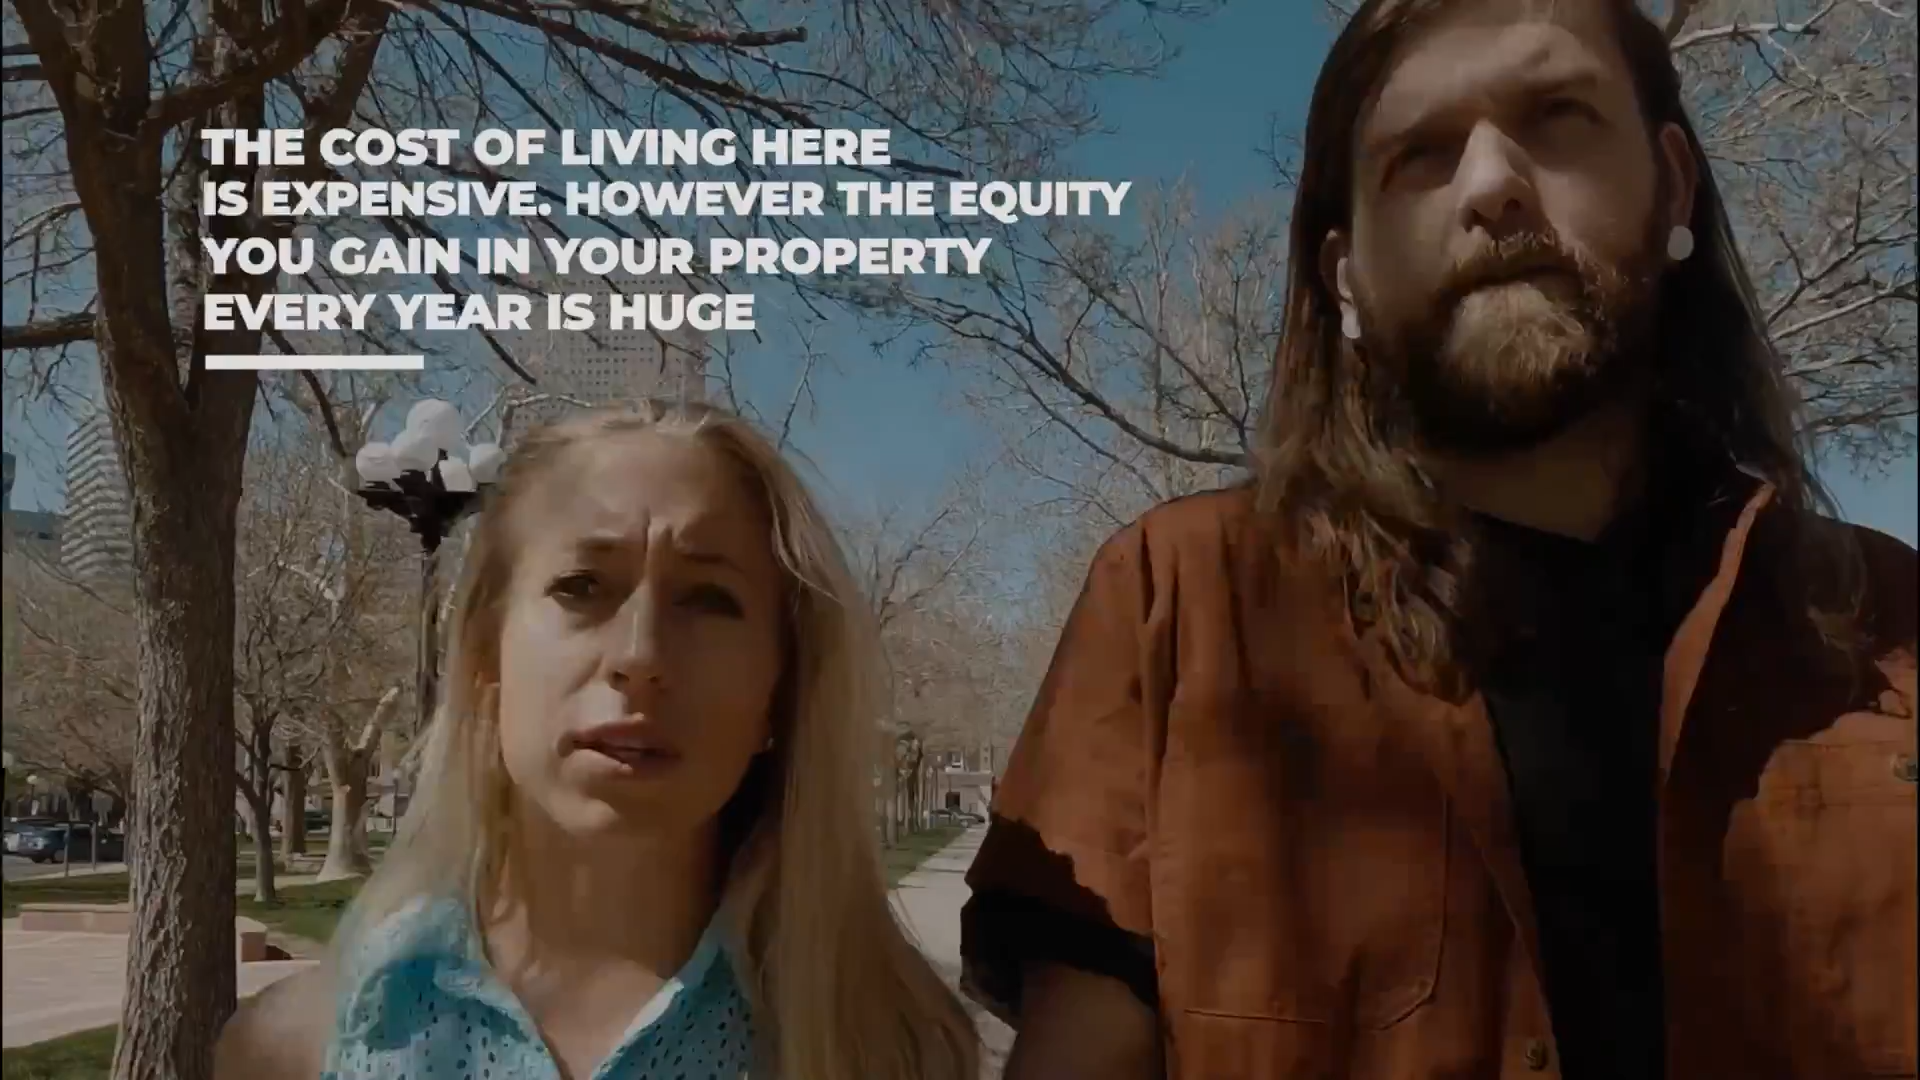 THE COST OF LIVING HERE
IS EXPENSIVE. HOWEVER THE EQUITY
YOU GAIN IN YOUR PROPERTY
EVERY YEAR IS HUGE